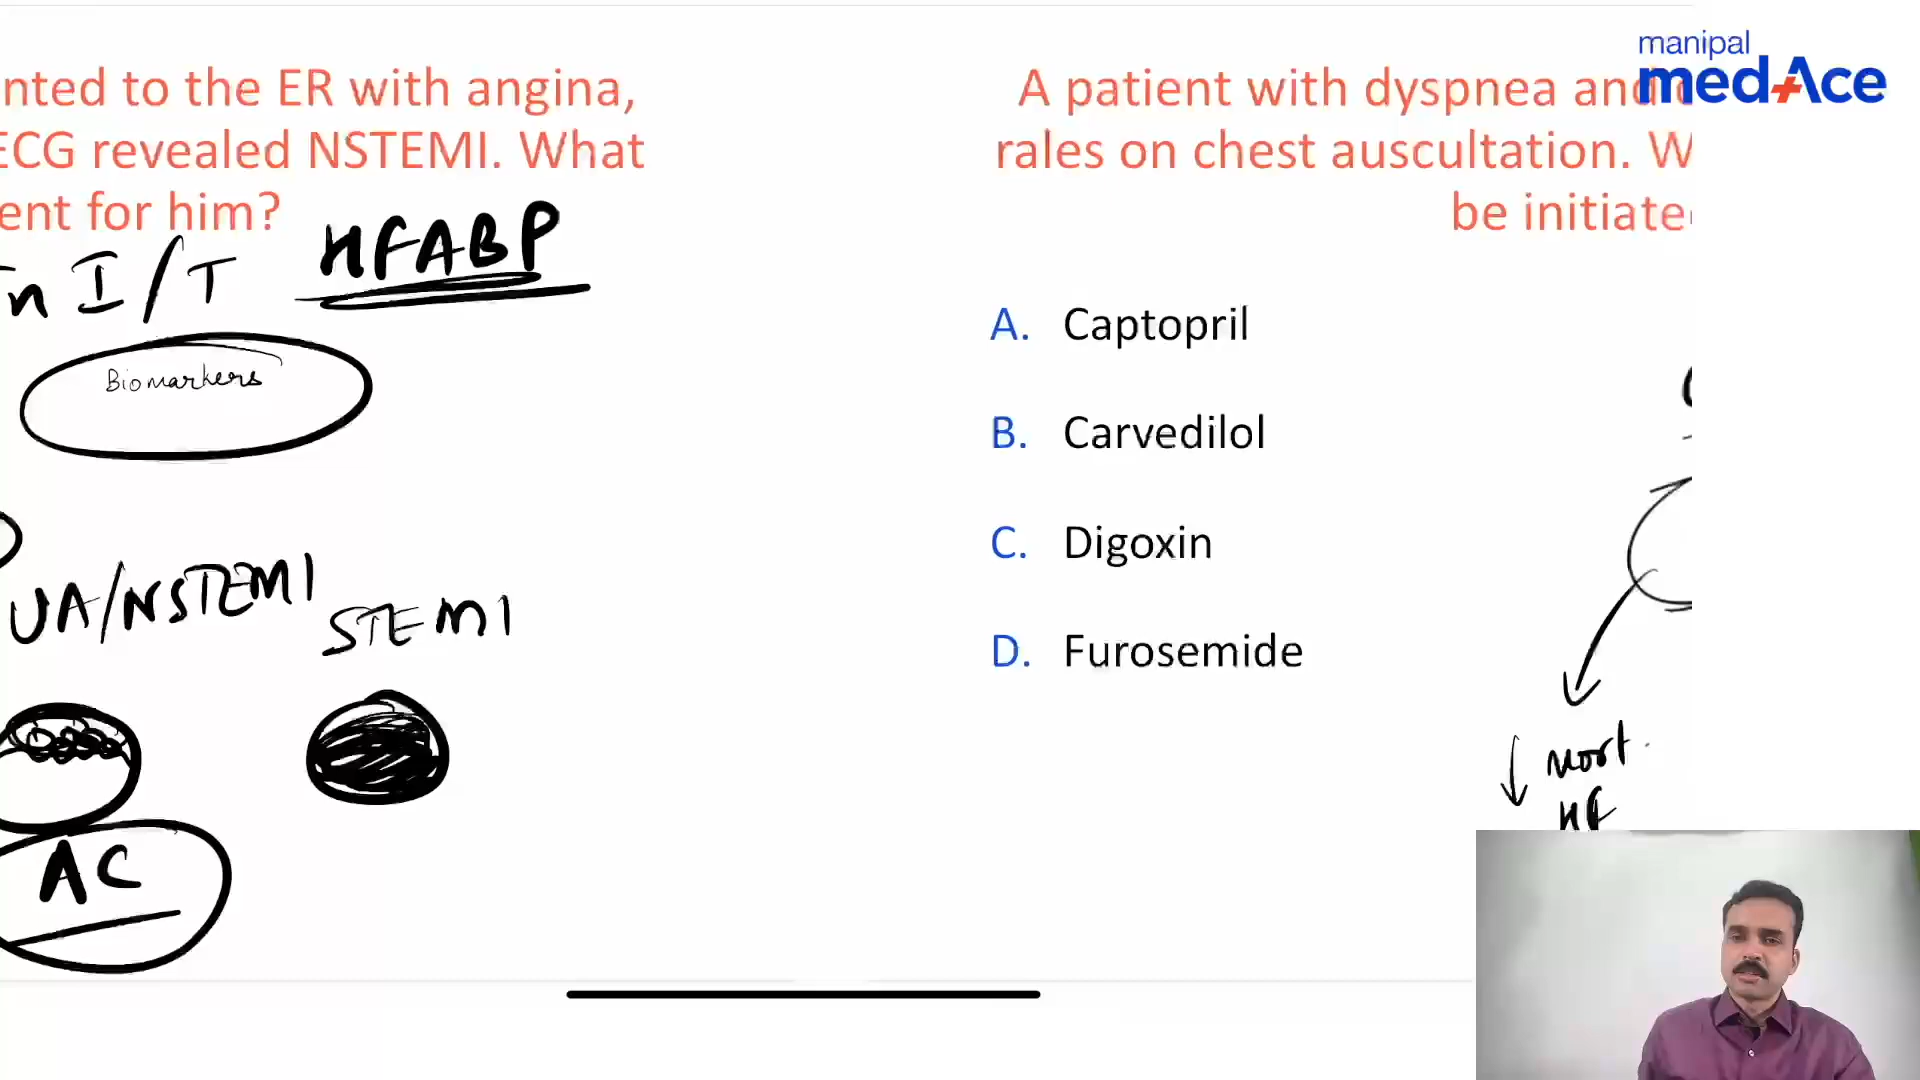 manipal
medAce
nted to the ER with angina,
ECG revealed NSTEMI. What
ent for him?
n I/T HFABP
Biomarkers
UA/NSTEMI
STEMI
AC
A patient with dyspnea and
rales on chest auscultation. W
be initiate
A. Captopril
B. Carvedilol
C. Digoxin
D. Furosemide
↓ mort.
HF